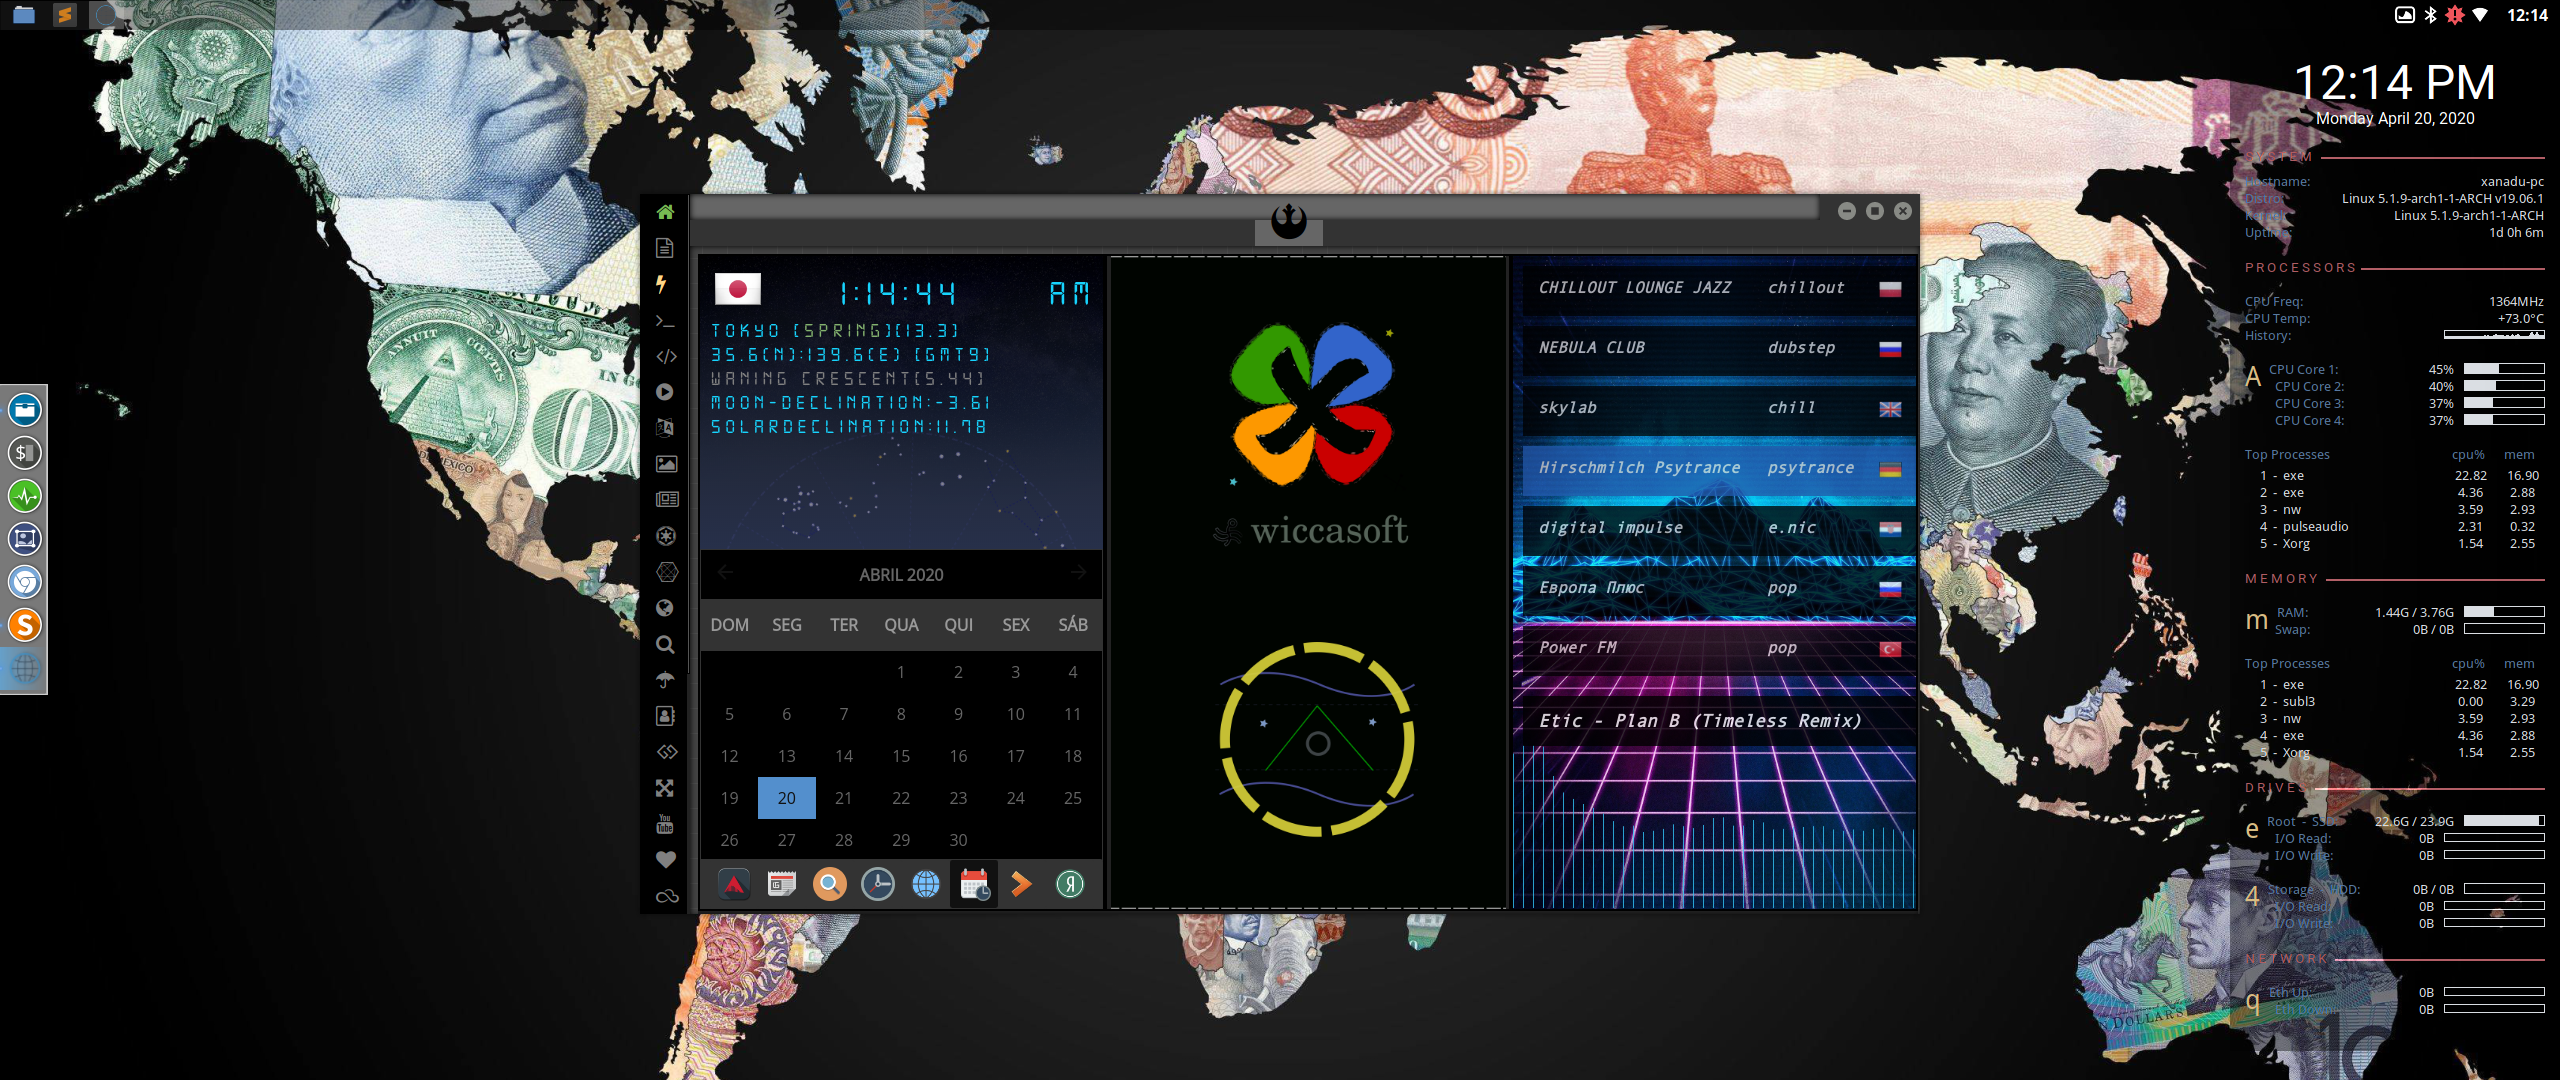 12:14
12:14 PM
Monday April 20, 2020
SYSTEM
Hostname: xanadu-pc
Distro: Linux 5.1.9-arch1-1-ARCH v19.06.1
Linux 5.1.9-arch1-1-ARCH
Uptime: 1d 0h 6m
PROCESSORS
CPU Freq: 1364MHz
CPU Temp: +73.0°C
History:
A CPU Core 1: 45%
CPU Core 2: 40%
CPU Core 3: 37%
CPU Core 4: 37%
Top Processes cpu% mem
1 - exe 22.82 16.90
2 - exe 4.36 2.88
3 - nw 3.59 2.93
4 - pulseaudio 2.31 0.32
5 - Xorg 1.54 2.55
MEMORY
m RAM: 1.44G / 3.76G
Swap: 0B / 0B
Top Processes cpu% mem
1 - exe 22.82 16.90
2 - subl3 0.00 3.29
3 - nw 3.59 2.93
4 - exe 4.36 2.88
5 - Xorg 1.54 2.55
DRIVES
e Root - SSD: 22.6G / 23.9G
I/O Read: 0B
I/O Write: 0B
4 Storage - HDD: 0B / 0B
I/O Read: 0B
I/O Write: 0B
NETWORK
q Eth Up: 0B
Eth Down: 0B
1:14:44 AM
TOKYO [SPRING][13.3]
35.6(N):139.6(E) [GMT9]
WANING CRESCENT[5.44]
MOON-DECLINATION:-3.61
SOLARDECLINATION:11.78
ABRIL 2020
DOM SEG TER QUA QUI SEX SÁB
1 2 3 4
5 6 7 8 9 10 11
12 13 14 15 16 17 18
19 20 21 22 23 24 25
26 27 28 29 30
wiccasoft
CHILLOUT LOUNGE JAZZ chillout
NEBULA CLUB dubstep
skylab chill
Hirschmilch Psytrance psytrance
digital impulse e.nic
Европа Плюс pop
Power FM pop
Etic - Plan B (Timeless Remix)
You
Tube
ANNUIT COEPTIS
IN G
DE MEXICO
DOLLARS
10